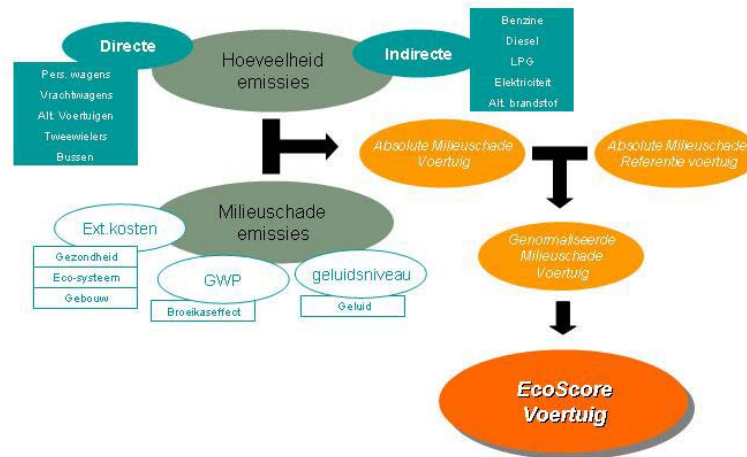 Directe
Hoeveelheid
emissies
Indirecte
Benzine
Diesel
LPG
Elektriciteit
Alt. brandstof
Pers. wagens
Vrachtwagens
Alt. Voertuigen
Tweewielers
Bussen
Absolute Milieuschade
Voertuig
Absolute Milieuschade
Referentie voertuig
Milieuschade
emissies
Ext.kosten
Gezondheid
Eco-systeem
Gebouw
GWP
Broeikaseffect
geluidsniveau
Geluid
Genormaliseerde
Milieuschade
Voertuig
EcoScore
Voertuig